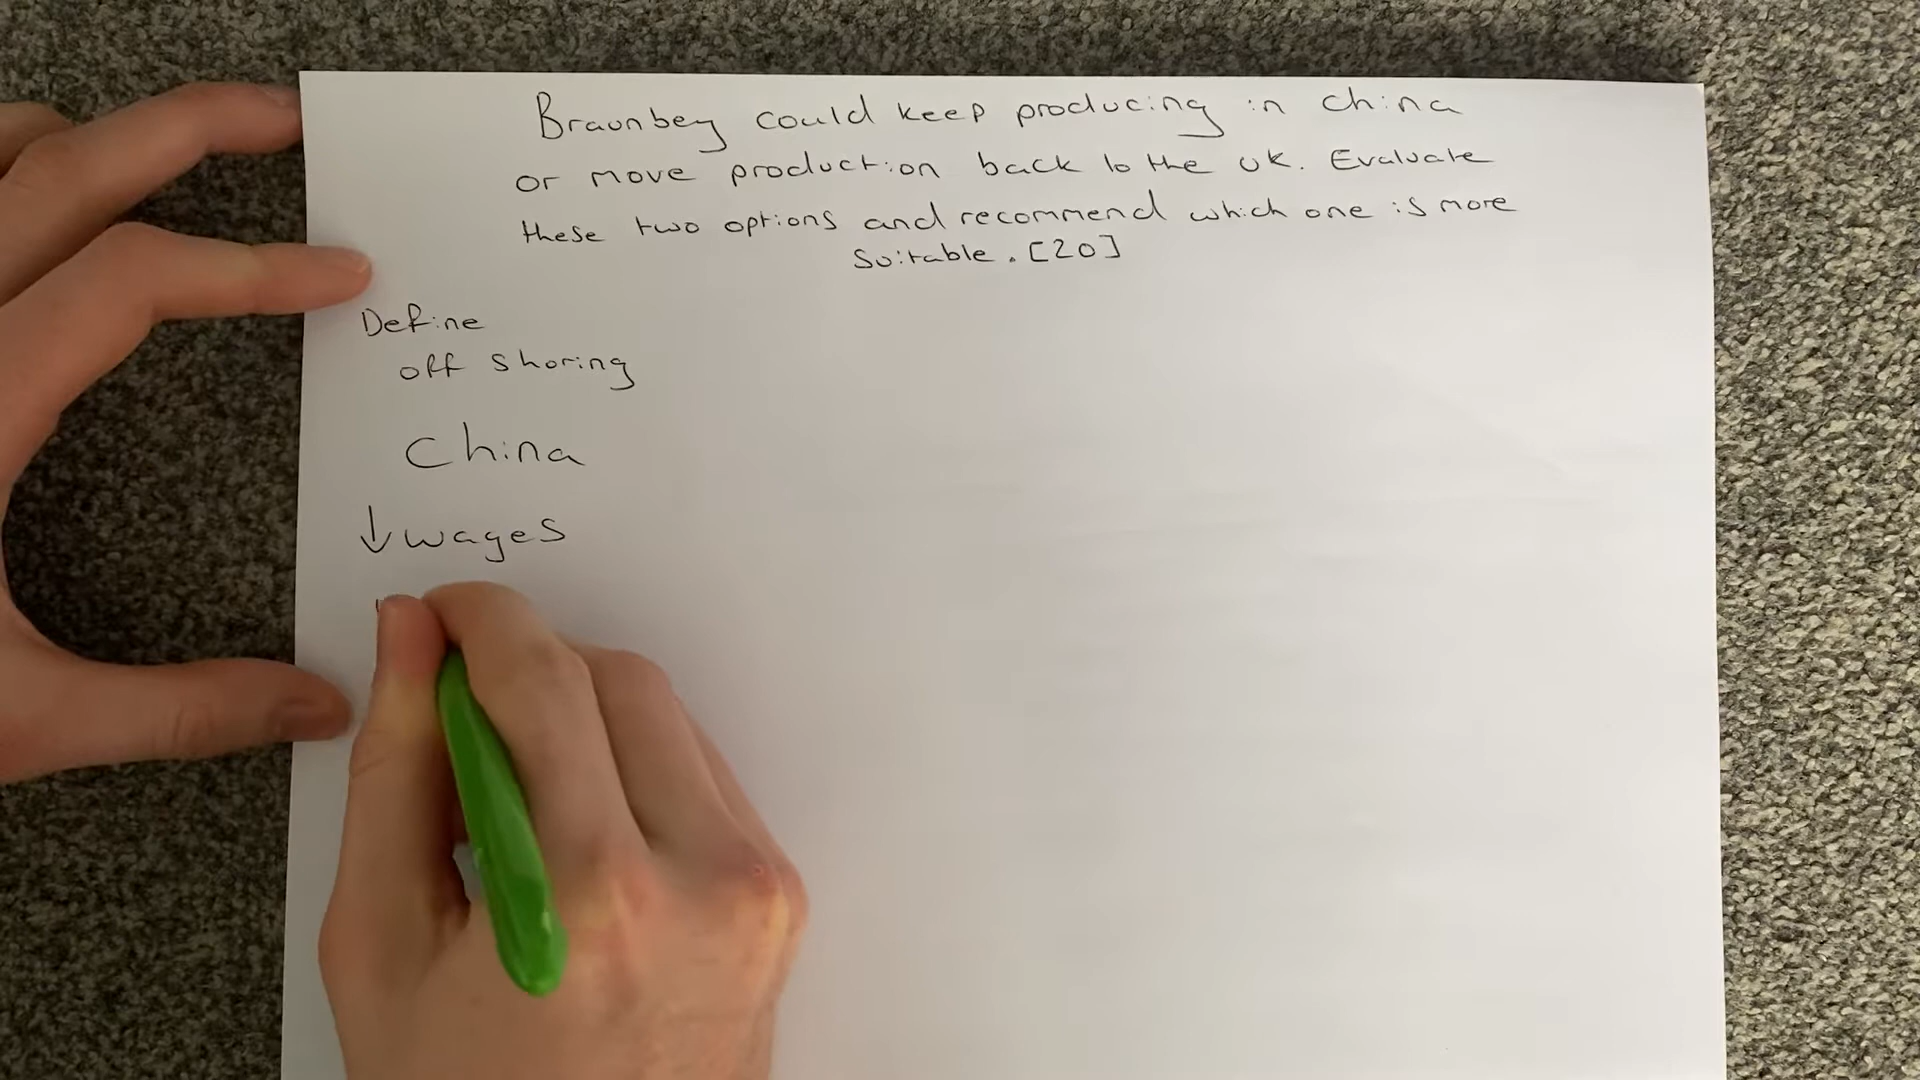 Braunbey could keep producing in china
or move production back to the UK. Evaluate
these two options and recommend which one is more
suitable. [20]
Define
off shoring
China
↓ wages